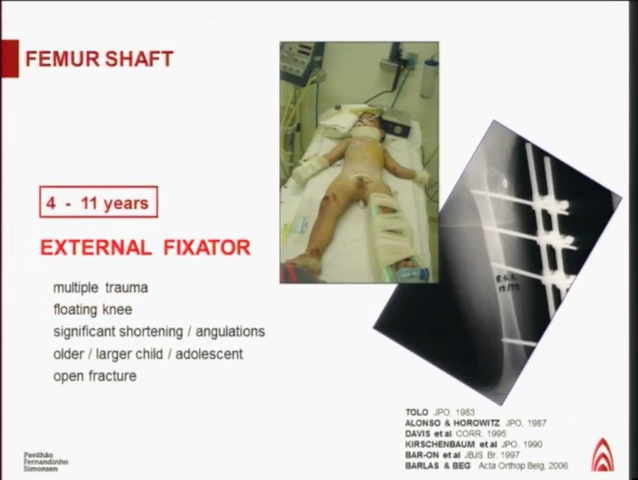 FEMUR SHAFT
4 - 11 years
EXTERNAL FIXATOR
multiple trauma
floating knee
significant shortening / angulations
older / larger child / adolescent
open fracture
TOLO JPO, 1983
ALONSO & HOROWITZ JPO, 1987
DAVIS et al CORR, 1995
KIRSCHENBAUM et al JPO, 1990
BAR-ON et al JBJS Br, 1997
BARLAS & BEG Acta Orthop Belg, 2006
Pavilhão
Fernandinho
Simonsen